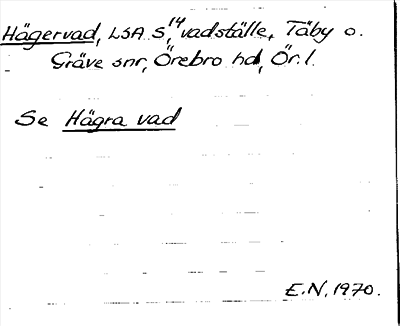 Hägervad, LSA S 14, vadställe, Täby o.
Gräve snr, Örebro hd, Ör. l.
Se Hägra vad
E.N. 1970.